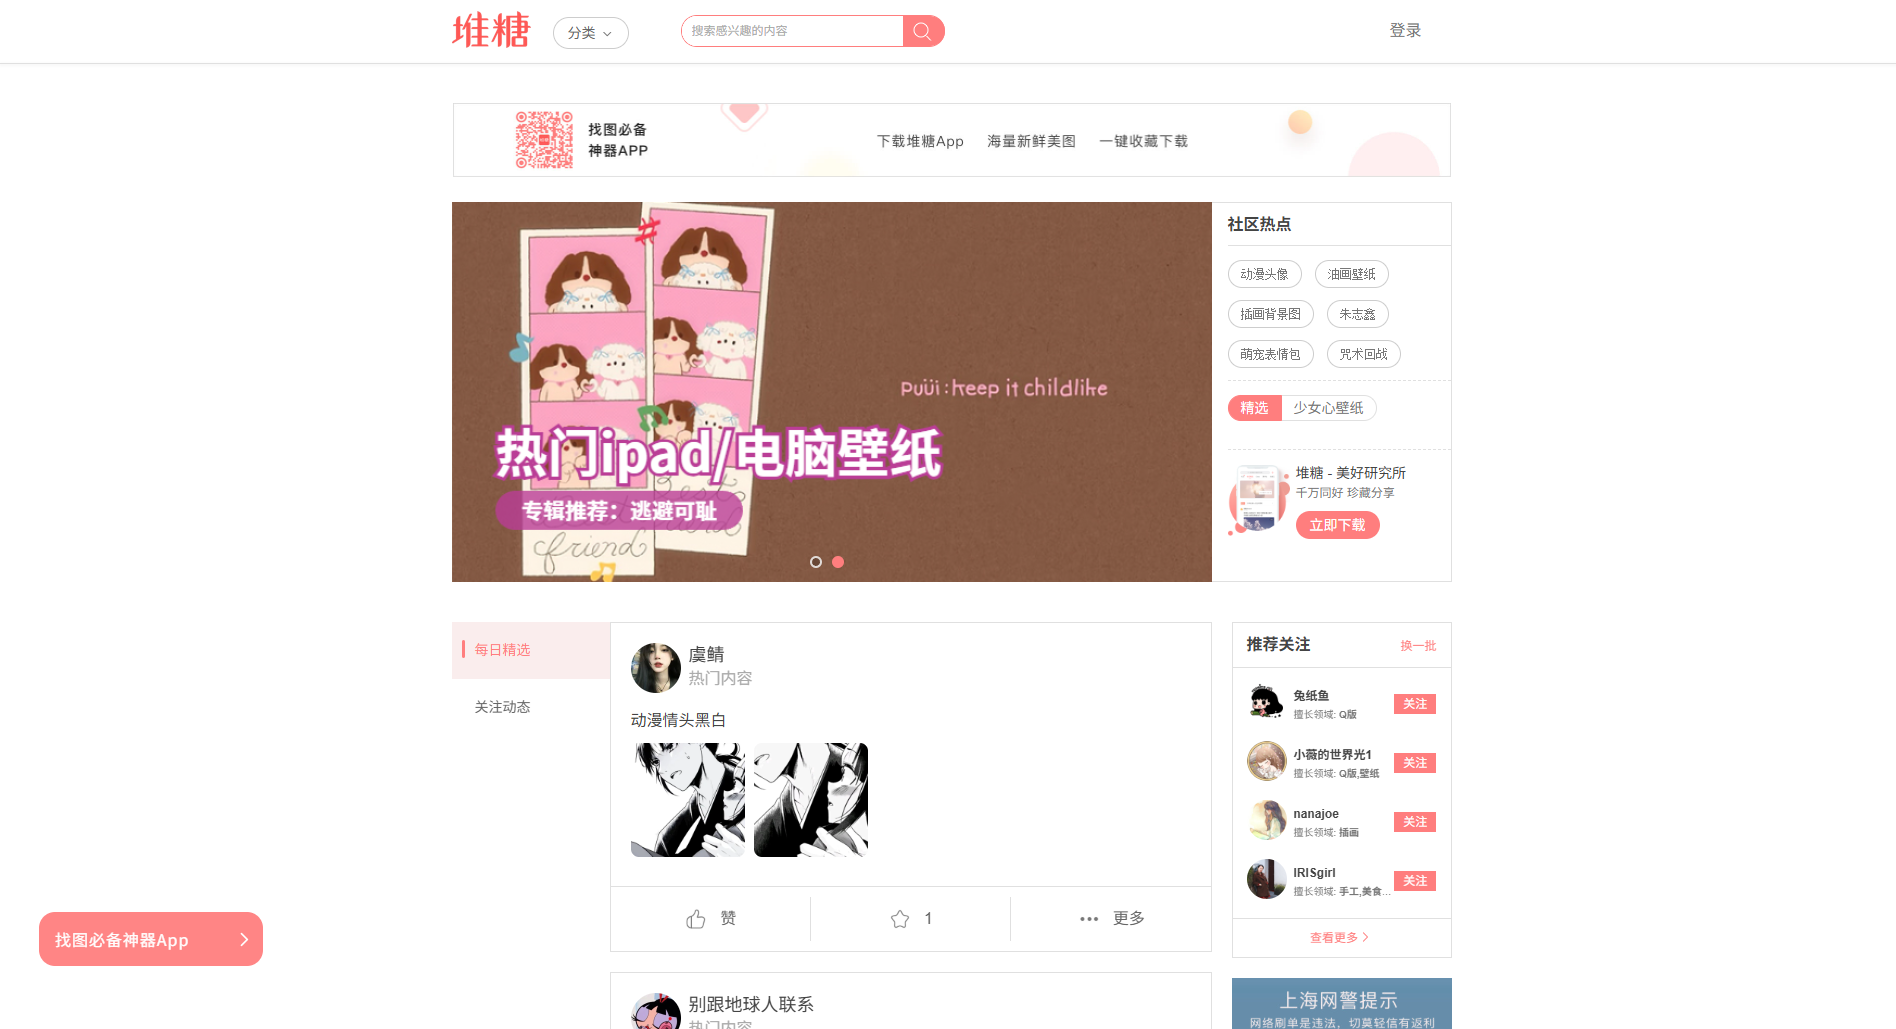 堆糖
分类
搜索感兴趣的内容
登录
找图必备
神器APP
下载堆糖App 海量新鲜美图 一键收藏下载
puüi : keep it childlike
热门ipad/电脑壁纸
专辑推荐：逃避可耻
friend
社区热点
动漫头像 油画壁纸
插画背景图 朱志鑫
萌宠表情包 咒术回战
精选 少女心壁纸
堆糖 - 美好研究所
千万同好 珍藏分享
立即下载
每日精选
关注动态
虞鲭
热门内容
动漫情头黑白
赞 1 更多
别跟地球人联系
热门内容
推荐关注 换一批
兔纸鱼
擅长领域: Q版
关注
小薇的世界光1
擅长领域: Q版,壁纸
关注
nanajoe
擅长领域: 插画
关注
IRISgirl
擅长领域: 手工,美食...
关注
查看更多
上海网警提示
网络刷单是违法，切莫轻信有返利
找图必备神器App